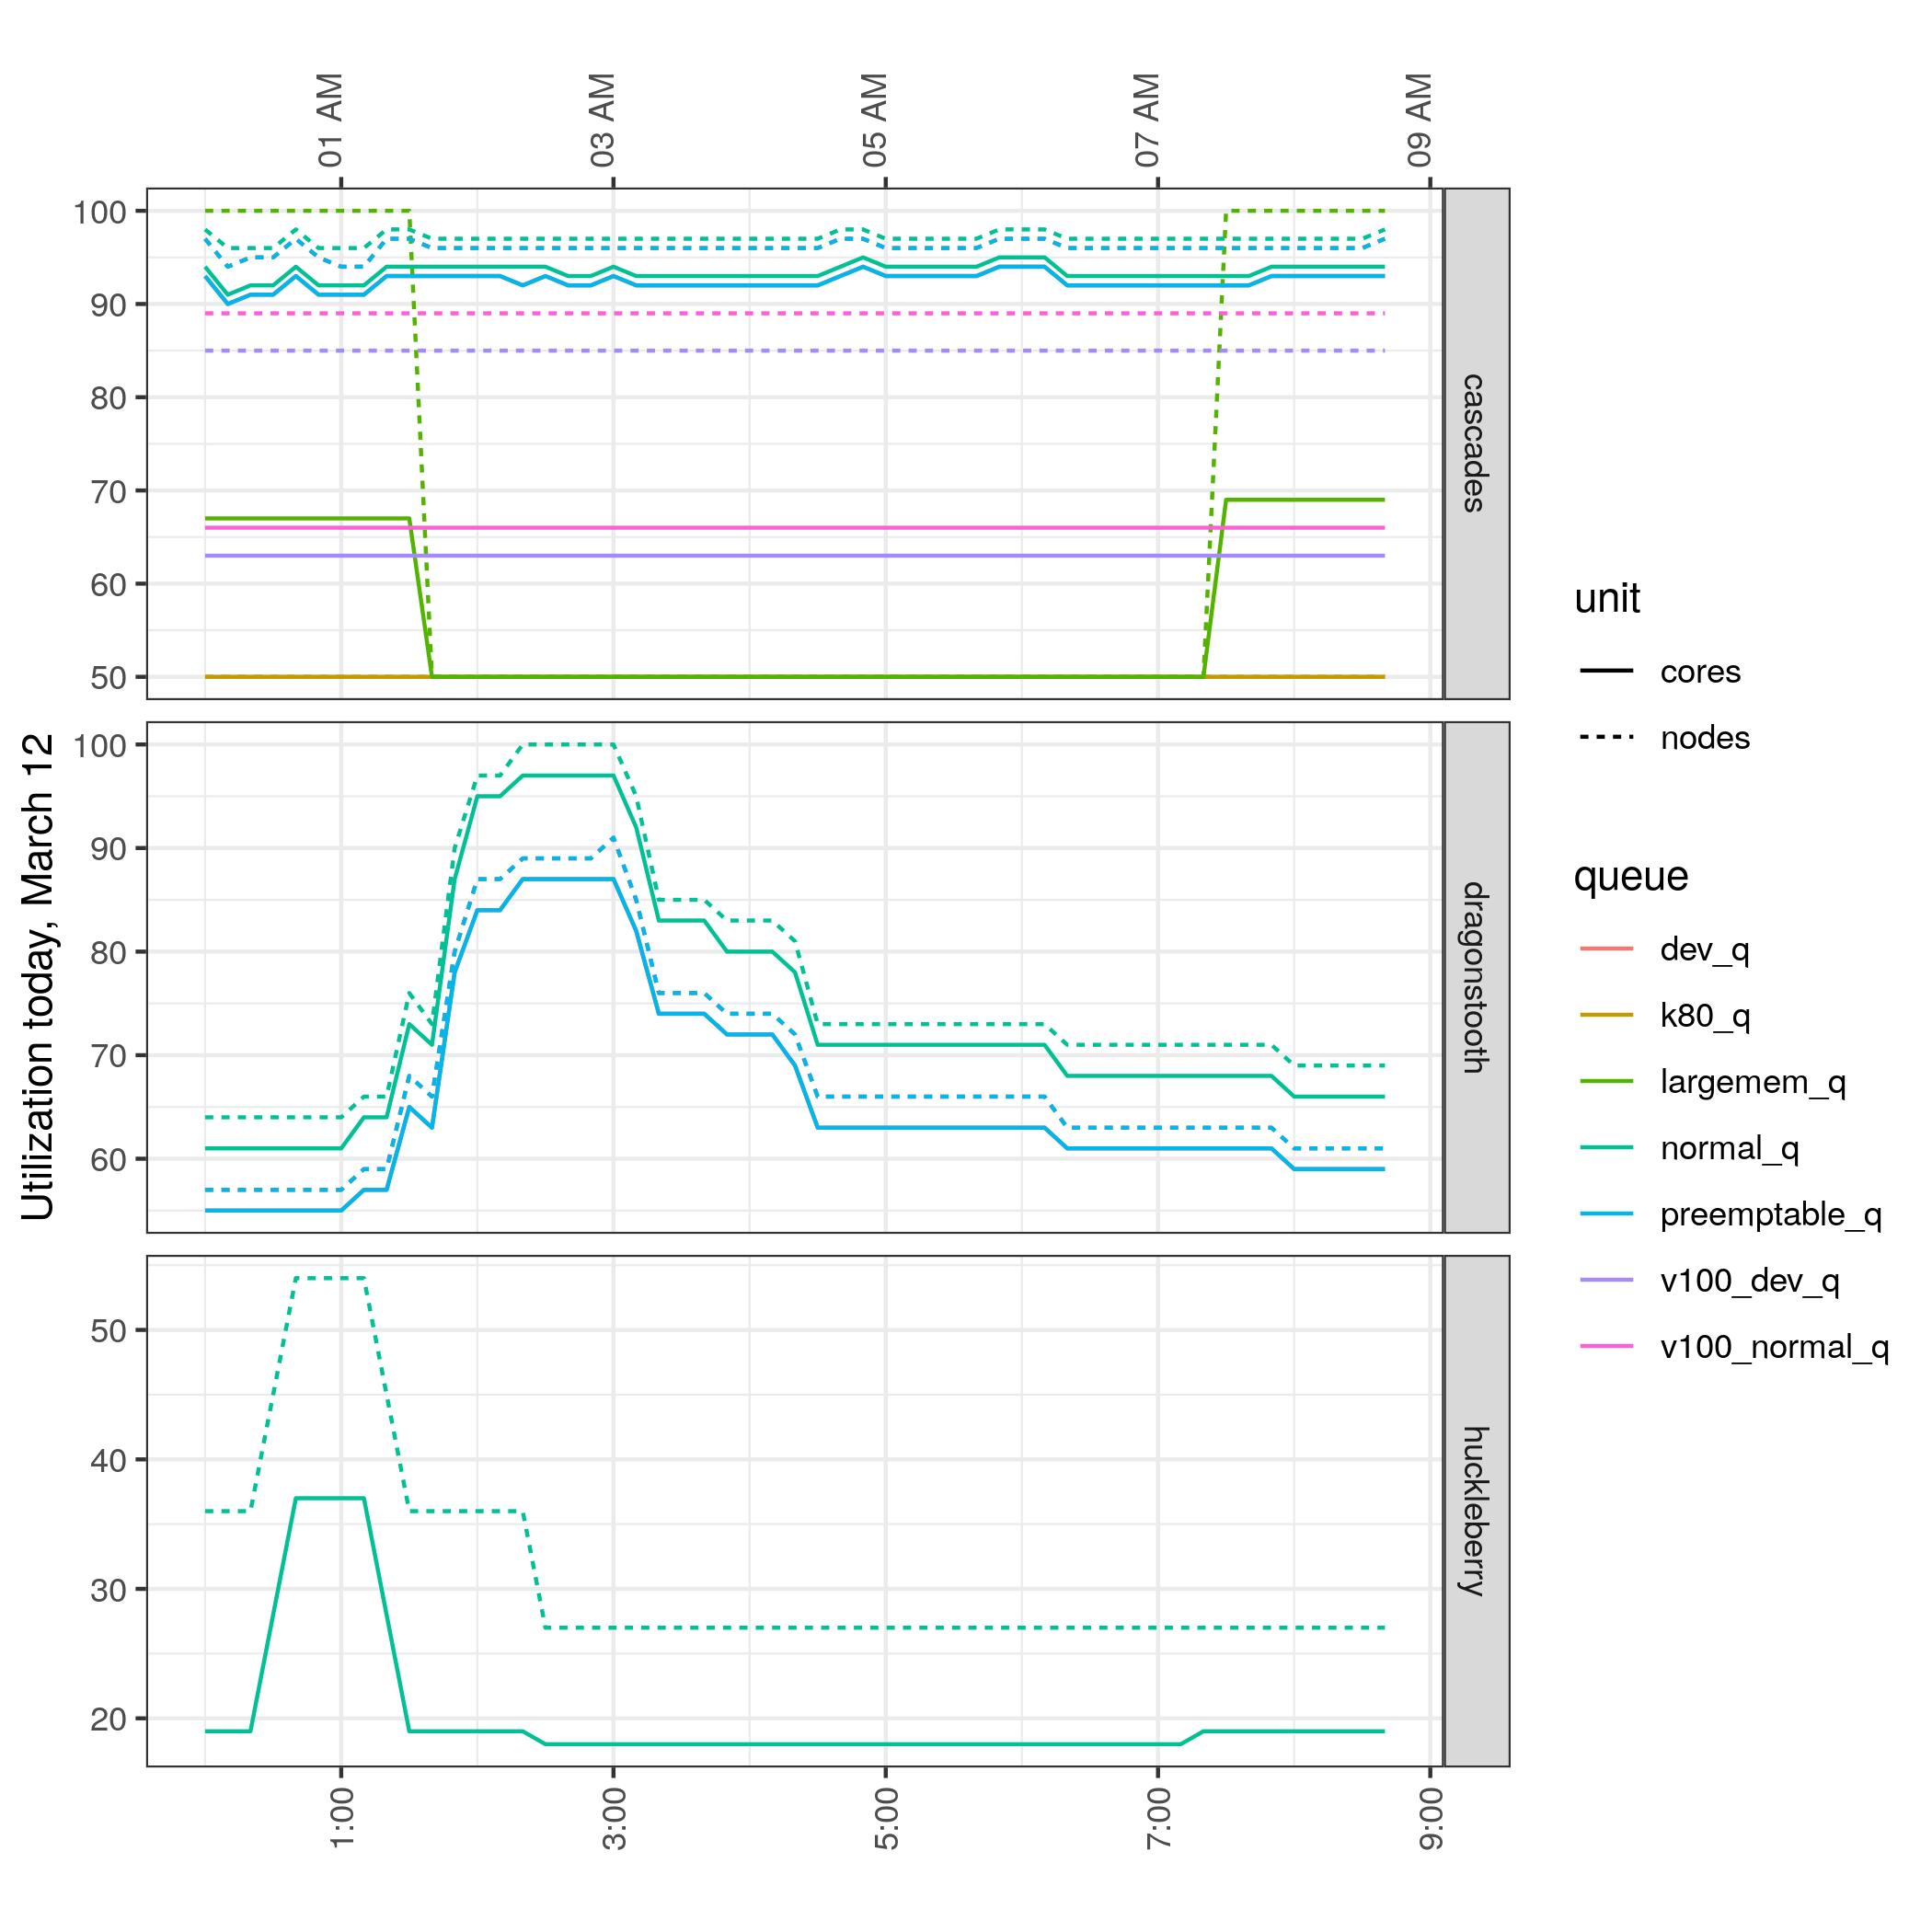 01 AM
03 AM
05 AM
07 AM
09 AM
Utilization today, March 12
100
90
80
70
60
50
cascades
100
90
80
70
60
dragonstooth
50
40
30
20
huckleberry
1:00
3:00
5:00
7:00
9:00
unit
cores
nodes
queue
dev_q
k80_q
largemem_q
normal_q
preemptable_q
v100_dev_q
v100_normal_q